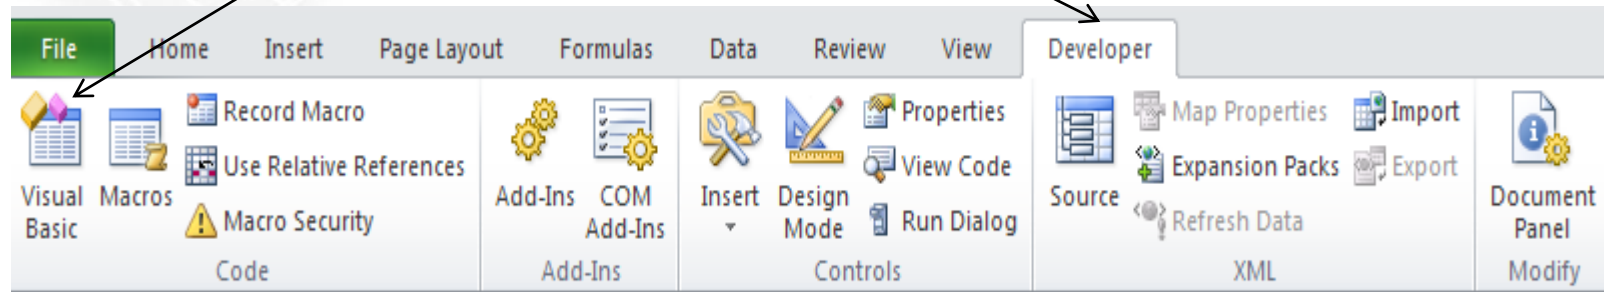 File Home Insert Page Layout Formulas Data Review View Developer
Record Macro
Use Relative References
Macro Security
Visual
Basic
Macros
Code
Add-Ins
COM
Add-Ins
Add-Ins
Insert
Design
Mode
Properties
View Code
Run Dialog
Controls
Source
Map Properties
Expansion Packs
Refresh Data
Import
Export
XML
Document
Panel
Modify